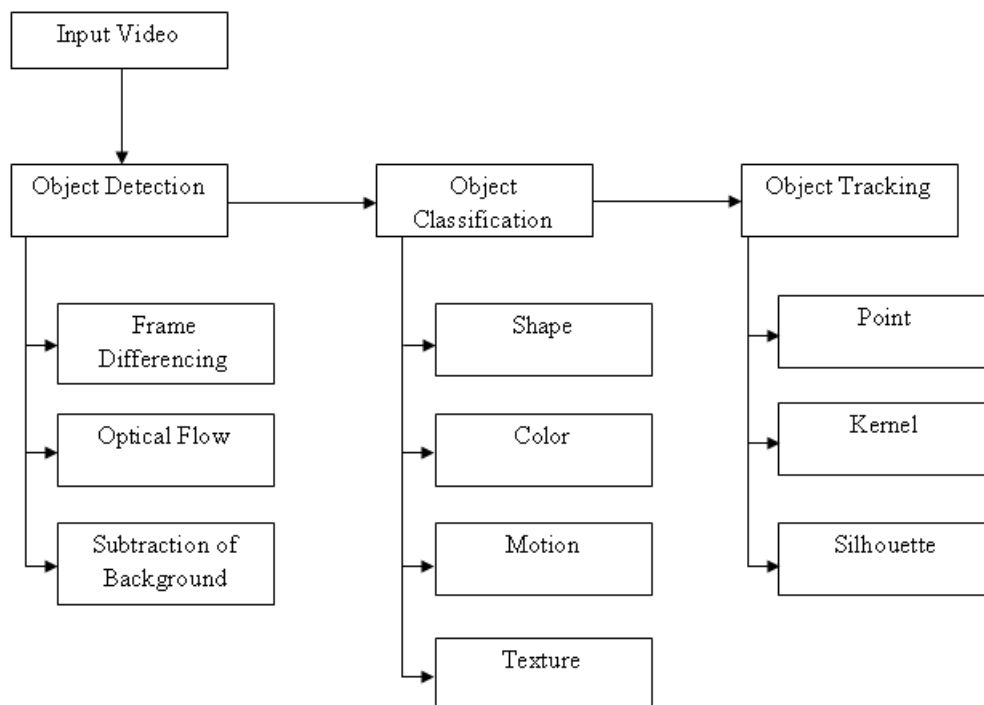 Input Video
Object Detection
Object
Classification
Object Tracking
Frame
Differencing
Optical Flow
Subtraction of
Background
Shape
Color
Motion
Texture
Point
Kernel
Silhouette